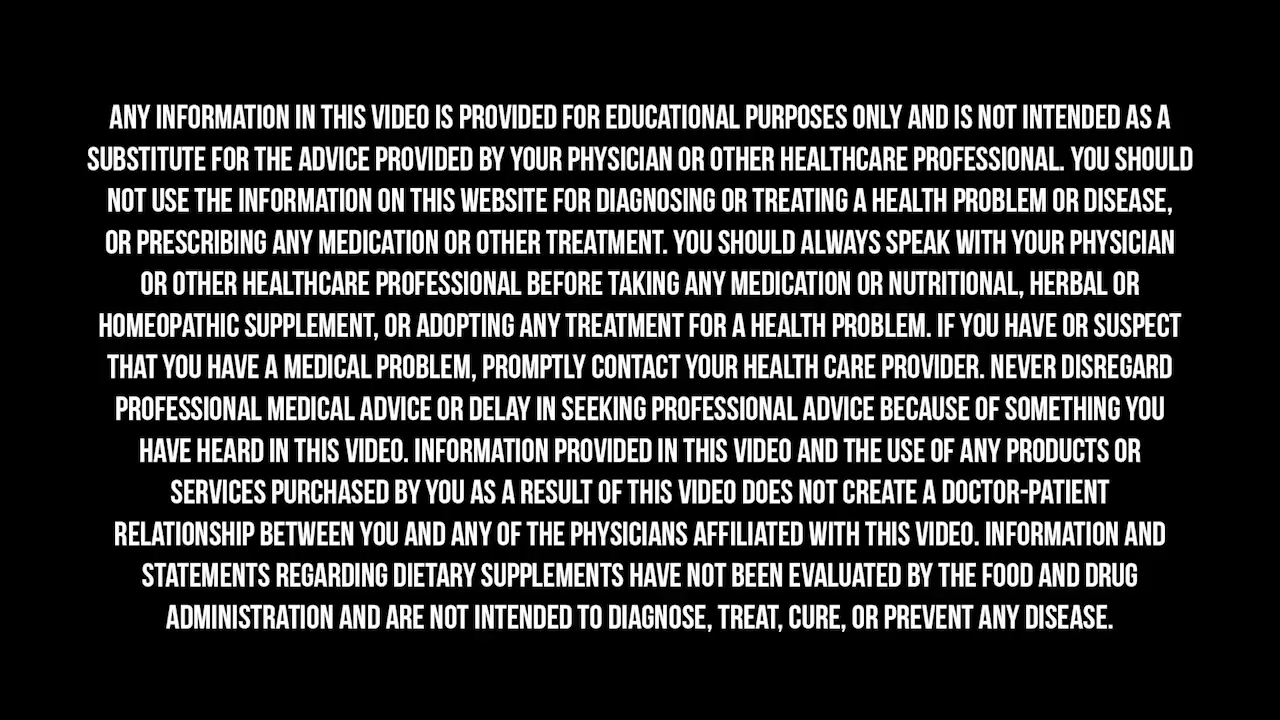 ANY INFORMATION IN THIS VIDEO IS PROVIDED FOR EDUCATIONAL PURPOSES ONLY AND IS NOT INTENDED AS A
SUBSTITUTE FOR THE ADVICE PROVIDED BY YOUR PHYSICIAN OR OTHER HEALTHCARE PROFESSIONAL. YOU SHOULD
NOT USE THE INFORMATION ON THIS WEBSITE FOR DIAGNOSING OR TREATING A HEALTH PROBLEM OR DISEASE,
OR PRESCRIBING ANY MEDICATION OR OTHER TREATMENT. YOU SHOULD ALWAYS SPEAK WITH YOUR PHYSICIAN
OR OTHER HEALTHCARE PROFESSIONAL BEFORE TAKING ANY MEDICATION OR NUTRITIONAL, HERBAL OR
HOMEOPATHIC SUPPLEMENT, OR ADOPTING ANY TREATMENT FOR A HEALTH PROBLEM. IF YOU HAVE OR SUSPECT
THAT YOU HAVE A MEDICAL PROBLEM, PROMPTLY CONTACT YOUR HEALTH CARE PROVIDER. NEVER DISREGARD
PROFESSIONAL MEDICAL ADVICE OR DELAY IN SEEKING PROFESSIONAL ADVICE BECAUSE OF SOMETHING YOU
HAVE HEARD IN THIS VIDEO. INFORMATION PROVIDED IN THIS VIDEO AND THE USE OF ANY PRODUCTS OR
SERVICES PURCHASED BY YOU AS A RESULT OF THIS VIDEO DOES NOT CREATE A DOCTOR-PATIENT
RELATIONSHIP BETWEEN YOU AND ANY OF THE PHYSICIANS AFFILIATED WITH THIS VIDEO. INFORMATION AND
STATEMENTS REGARDING DIETARY SUPPLEMENTS HAVE NOT BEEN EVALUATED BY THE FOOD AND DRUG
ADMINISTRATION AND ARE NOT INTENDED TO DIAGNOSE, TREAT, CURE, OR PREVENT ANY DISEASE.